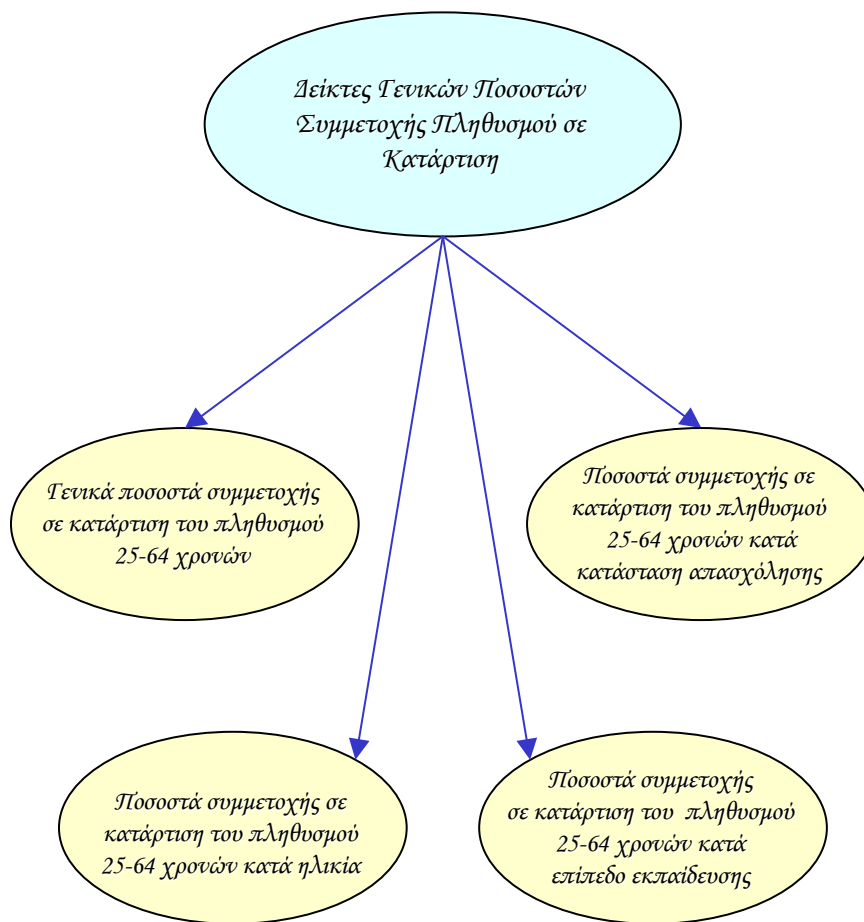 Δείκτες Γενικών Ποσοστών
Συμμετοχής Πληθυσμού σε
Κατάρτιση
Γενικά ποσοστά συμμετοχής
σε κατάρτιση του πληθυσμού
25-64 χρονών
Ποσοστά συμμετοχής σε
κατάρτιση του πληθυσμού
25-64 χρονών κατά
κατάσταση απασχόλησης
Ποσοστά συμμετοχής σε
κατάρτιση του πληθυσμού
25-64 χρονών κατά ηλικία
Ποσοστά συμμετοχής
σε κατάρτιση του πληθυσμού
25-64 χρονών κατά
επίπεδο εκπαίδευσης